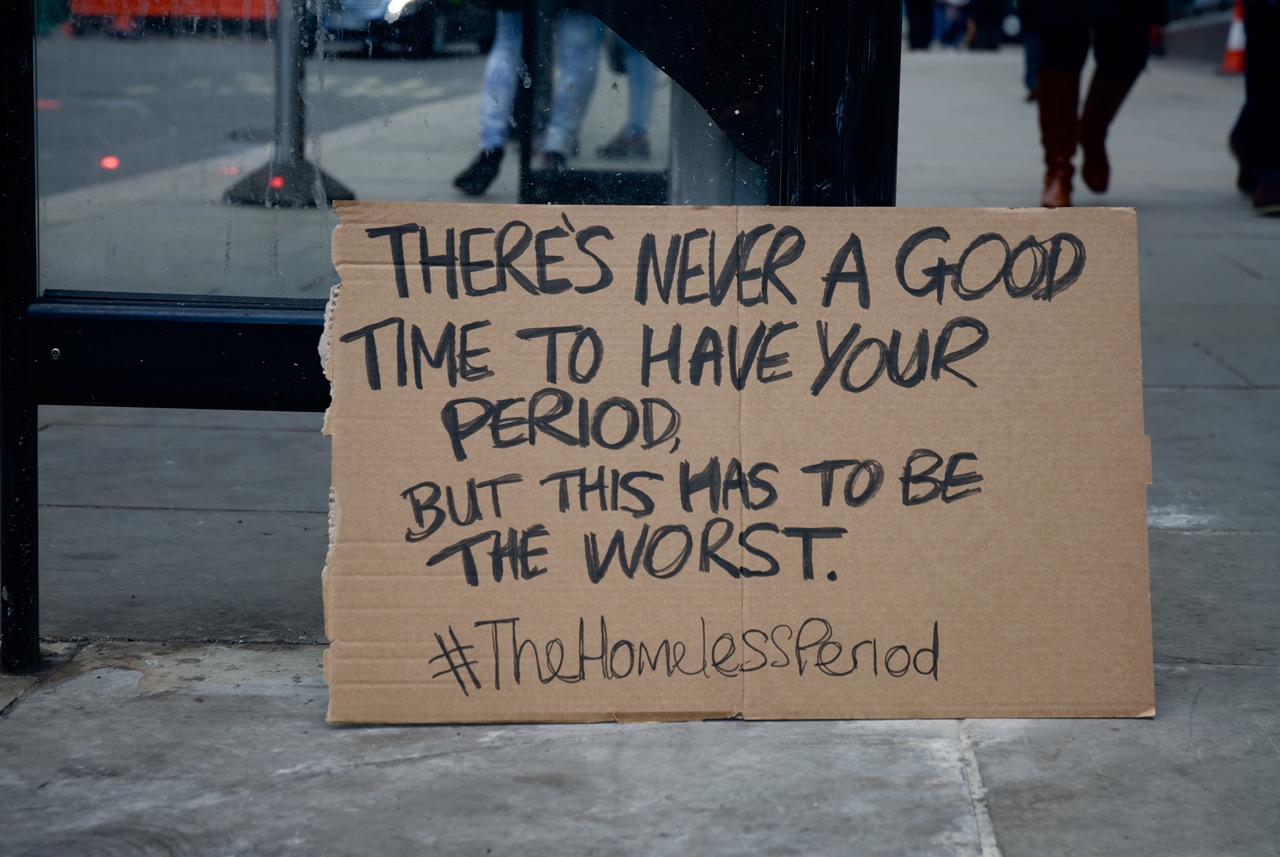 THERE'S NEVER A GOOD
TIME TO HAVE YOUR
PERIOD,
BUT THIS HAS TO BE
THE WORST.
#TheHomelessPeriod